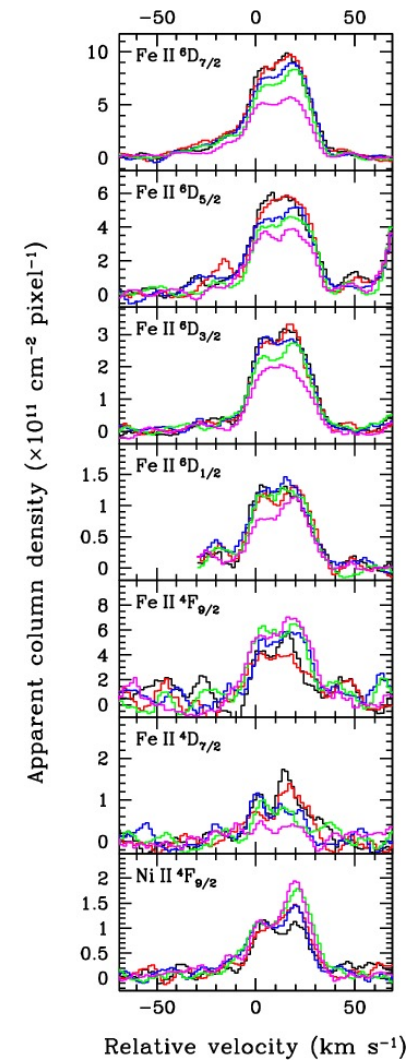 −50 0 50
Fe II ⁶D₇/₂
10
5
0
Fe II ⁶D₅/₂
6
4
2
0
Fe II ⁶D₃/₂
3
2
1
0
Fe II ⁶D₁/₂
1.5
1
0.5
0
Fe II ⁴F₉/₂
8
6
4
2
0
Fe II ⁴D₇/₂
2
1
0
Ni II ⁴F₉/₂
2
1.5
1
0.5
0
−50 0 50
Apparent column density (×10¹¹ cm⁻² pixel⁻¹)
Relative velocity (km s⁻¹)